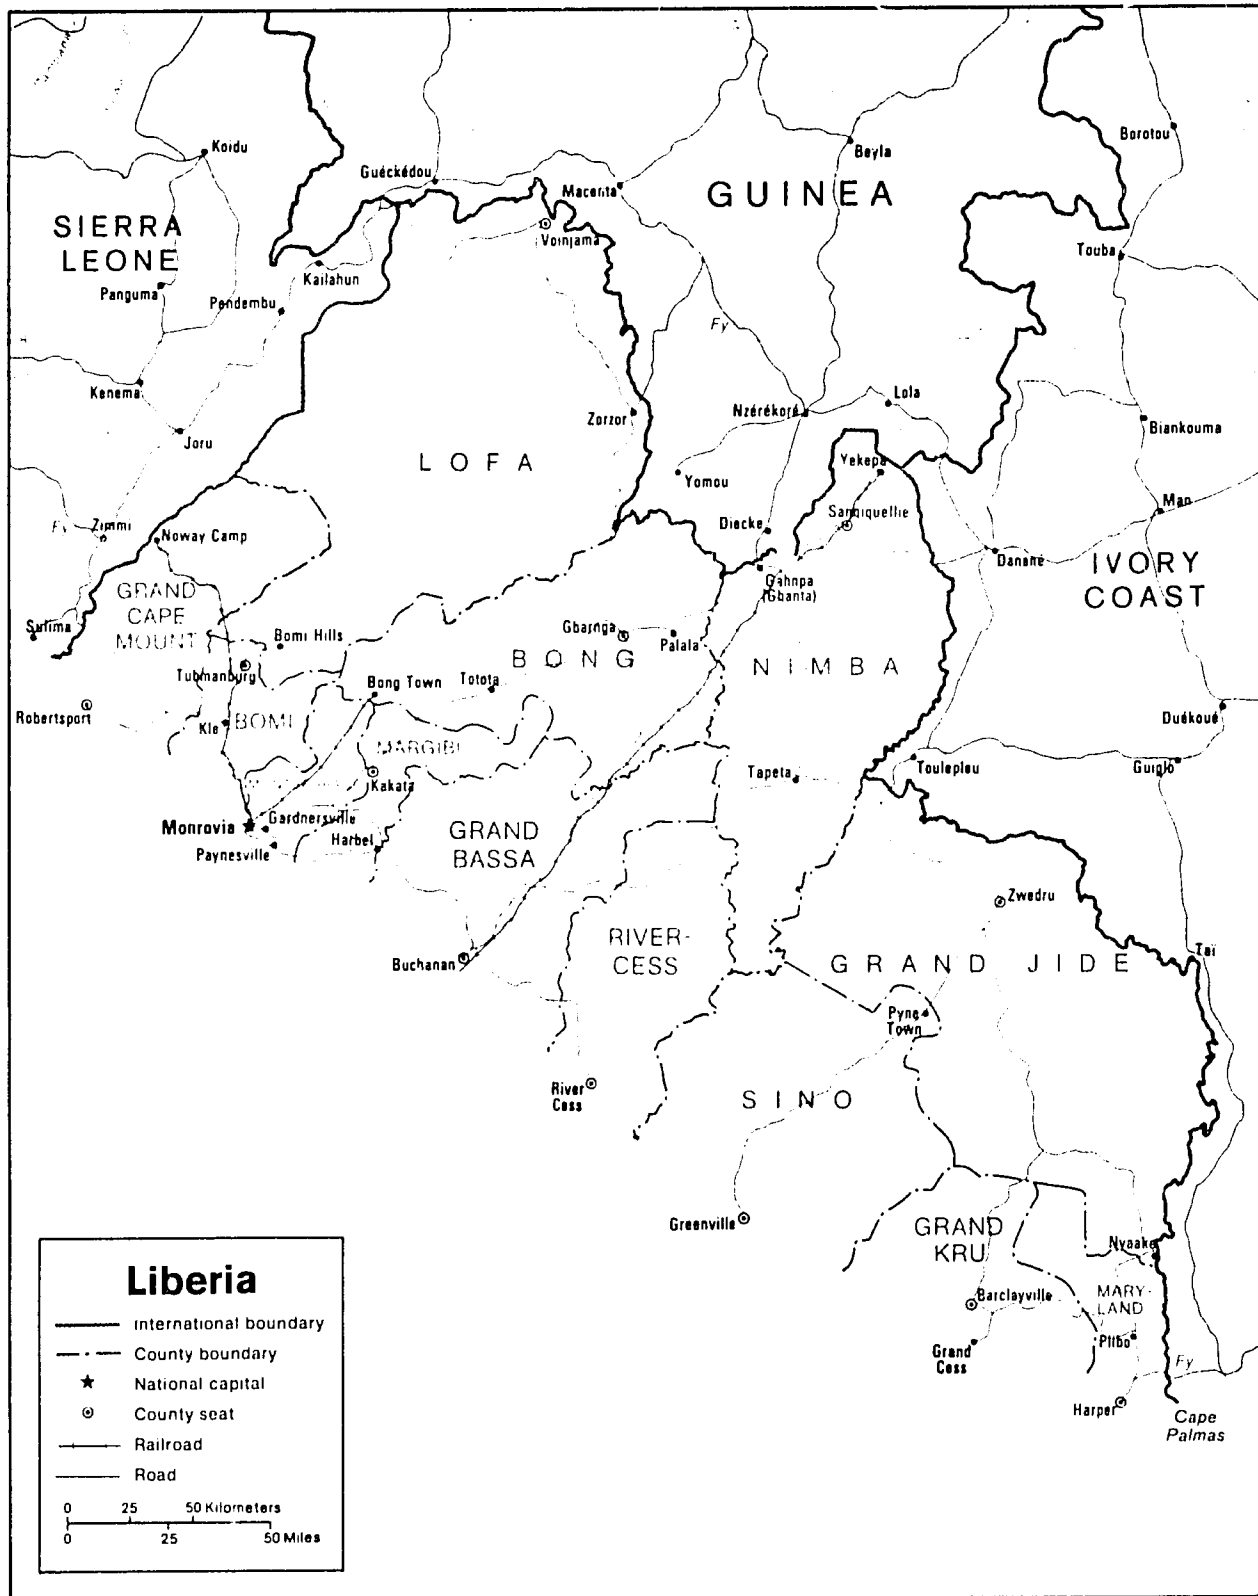 Koidu
Borotou
Beyla
Guéckédou
Macenta
GUINEA
SIERRA
LEONE
Voinjama
Touba
Kailahun
Panguma
Pendembu
Fy
Kenema
Lola
Zorzor
Nzérékoré
Biankouma
Joru
LOFA
Yekepa
Yomou
Man
Sanniquellie
Fy
Zimmi
Diecke
Noway Camp
Danané
IVORY
COAST
Gahnpa
(Gbanta)
GRAND
CAPE
MOUNT
Sulima
Gbarnga
Bomi Hills
Palala
BONG
NIMBA
Tubmanburg
Bong Town
Totota
Robertsport
Kle
BOMI
Duékoué
MARGIBI
Toulepleu
Guiglo
Tapeta
Kakata
Monrovia
Gardnersville
Paynesville
Harbel
GRAND
BASSA
Zwedru
RIVER-
CESS
Taï
Buchanan
GRAND JIDE
Pyne
Town
River
Cess
SINO
Greenville
GRAND
KRU
Nyaake
Barclayville
MARY-
LAND
Grand
Cess
Plibo
Fy
Harper
Cape
Palmas
Liberia
International boundary
County boundary
National capital
County seat
Railroad
Road
0 25 50 Kilometers
0 25 50 Miles